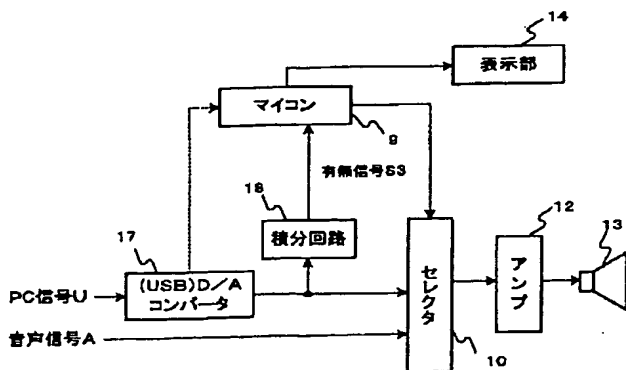 14
表示部
マイコン
9
有無信号S3
18
積分回路
17
(USB)D/A
コンバータ
PC信号U
音声信号A
セレクタ
10
12
アンプ
13